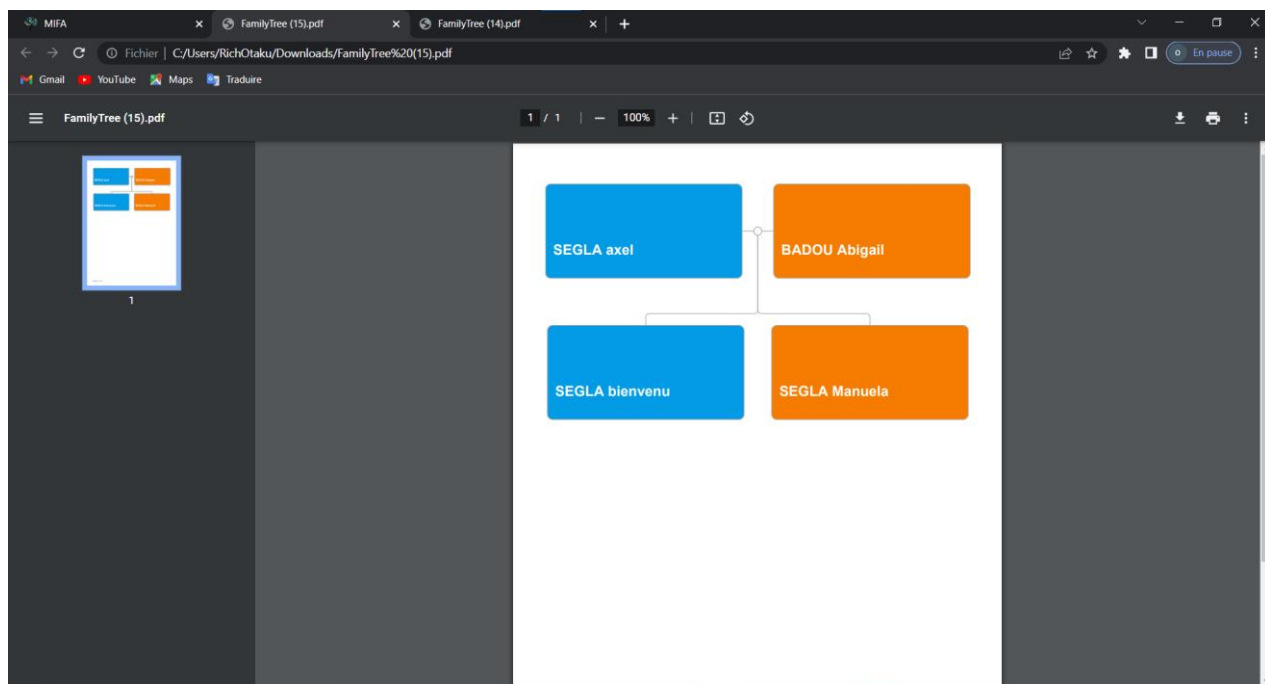 MIFA
FamilyTree (15).pdf
FamilyTree (14).pdf
Fichier | C:/Users/RichOtaku/Downloads/FamilyTree%20(15).pdf
o En pause
Gmail YouTube Maps Traduire
FamilyTree (15).pdf
1 / 1
100%
1
SEGLA axel
BADOU Abigail
SEGLA bienvenu
SEGLA Manuela